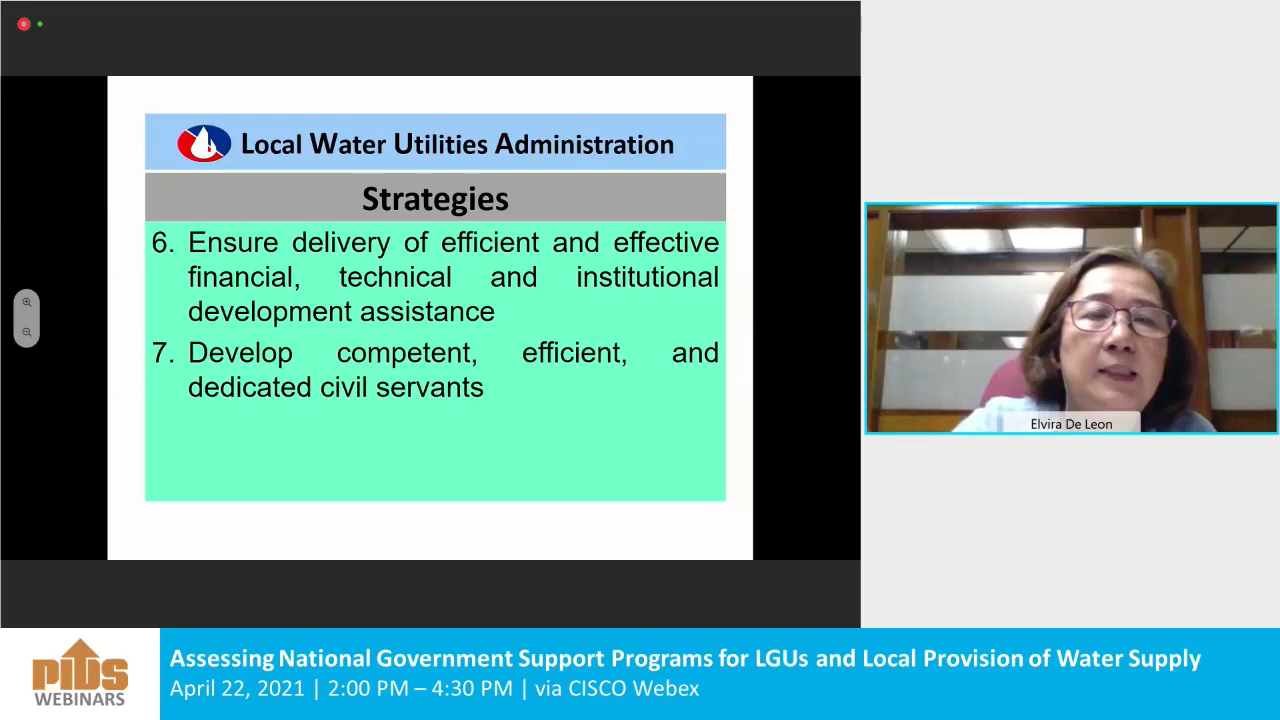 Local Water Utilities Administration
Strategies
6. Ensure delivery of efficient and effective
financial, technical and institutional
development assistance
7. Develop competent, efficient, and
dedicated civil servants
Elvira De Leon
PIDS
WEBINARS
Assessing National Government Support Programs for LGUs and Local Provision of Water Supply
April 22, 2021 | 2:00 PM – 4:30 PM | via CISCO Webex